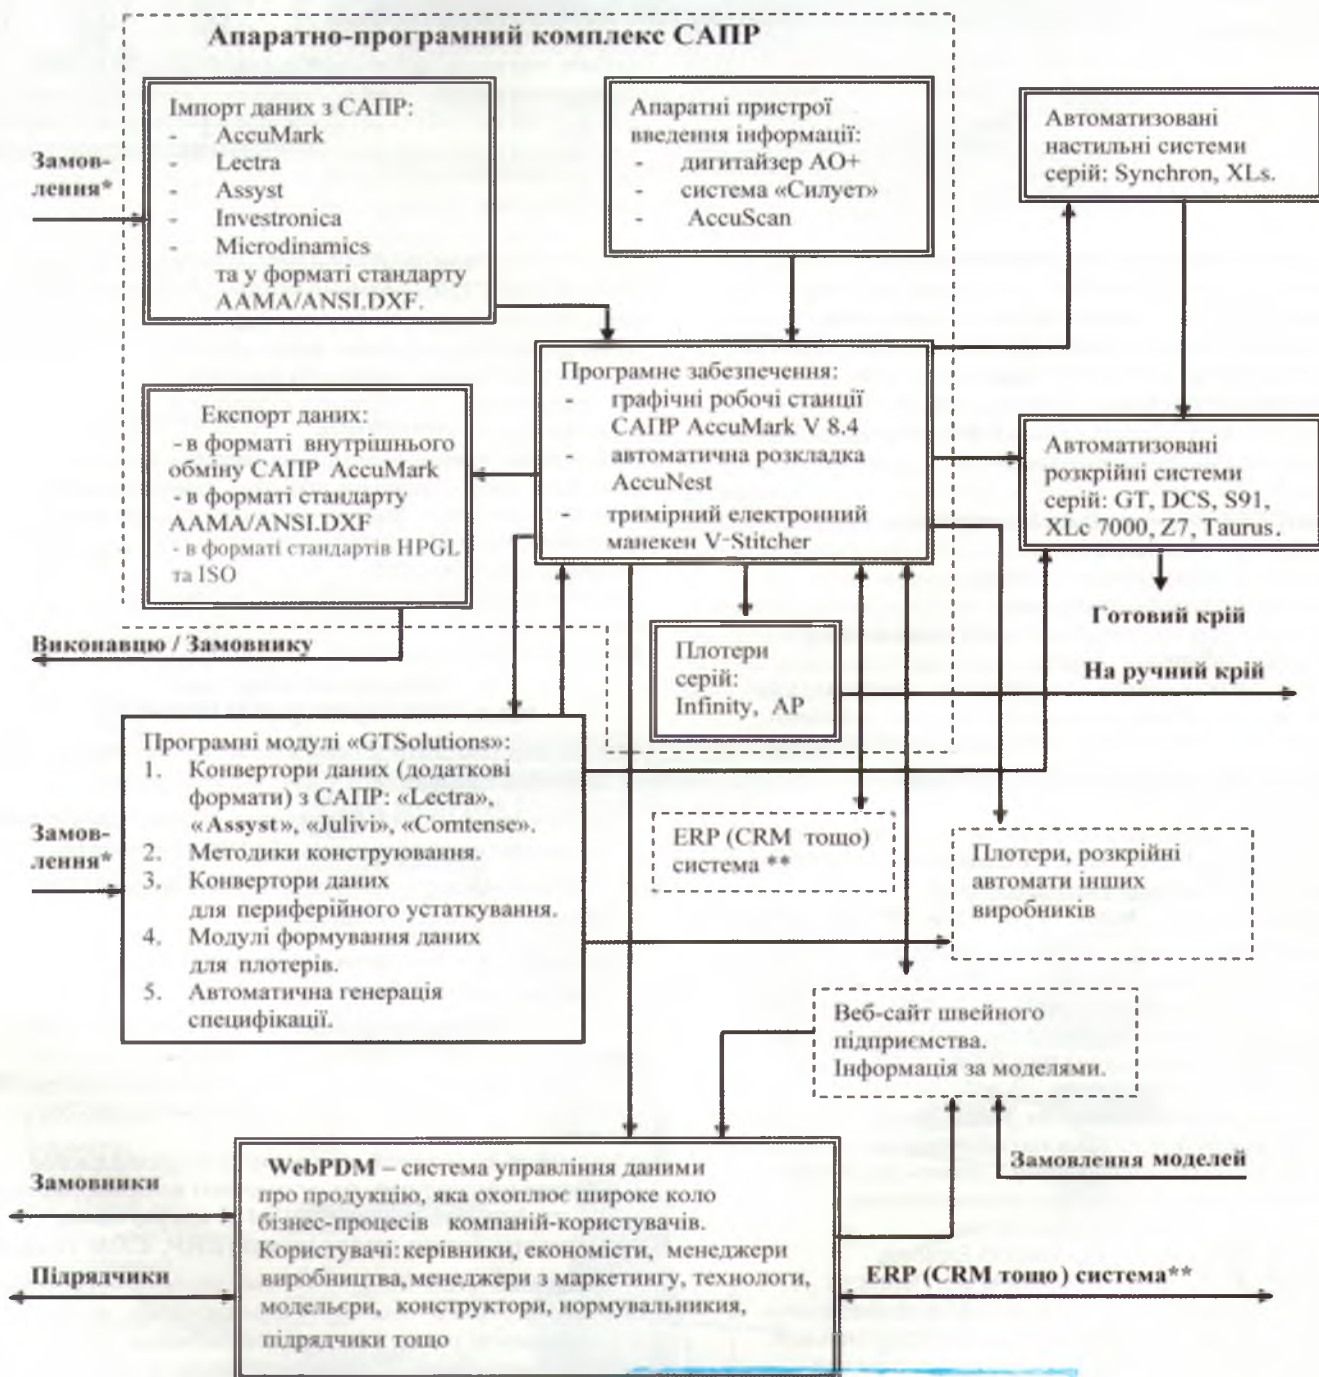 Апаратно-програмний комплекс САПР
Імпорт даних з САПР:
- AccuMark
- Lectra
- Assyst
- Investronica
- Microdinamics
та у форматі стандарту
AAMA/ANSI.DXF.
Апаратні пристрої
введення інформації:
- дигитайзер АО+
- система «Силует»
- AccuScan
Автоматизовані
настильні системи
серій: Synchron, XLs.
Замов-
лення*
Програмне забезпечення:
- графічні робочі станції
САПР AccuMark V 8.4
- автоматична розкладка
AccuNest
- тримірний електронний
манекен V-Stitcher
Експорт даних:
- в форматі внутрішнього
обміну САПР AccuMark
- в форматі стандарту
AAMA/ANSI.DXF
- в форматі стандартів HPGL
та ISO
Автоматизовані
розкрійні системи
серій: GT, DCS, S91,
XLc 7000, Z7, Taurus.
Готовий крій
Виконавцю / Замовнику
Плотери
серій:
Infinity, AP
На ручний крій
Програмні модулі «GTSolutions»:
1. Конвертори даних (додаткові
формати) з САПР: «Lectra»,
«Assyst», «Julivi», «Comtense».
2. Методики конструювання.
3. Конвертори даних
для периферійного устаткування.
4. Модулі формування даних
для плотерів.
5. Автоматична генерація
специфікації.
Замов-
лення*
ERP (CRM тощо)
система **
Плотери, розкрійні
автомати інших
виробників
Веб-сайт швейного
підприємства.
Інформація за моделями.
Замовлення моделей
WebPDM – система управління даними
про продукцію, яка охоплює широке коло
бізнес-процесів компаній-користувачів.
Користувачі: керівники, економісти, менеджери
виробництва, менеджери з маркетингу, технологи,
модельєри, конструктори, нормувальникия,
підрядчики тощо
Замовники
Підрядчики
ERP (CRM тощо) система**